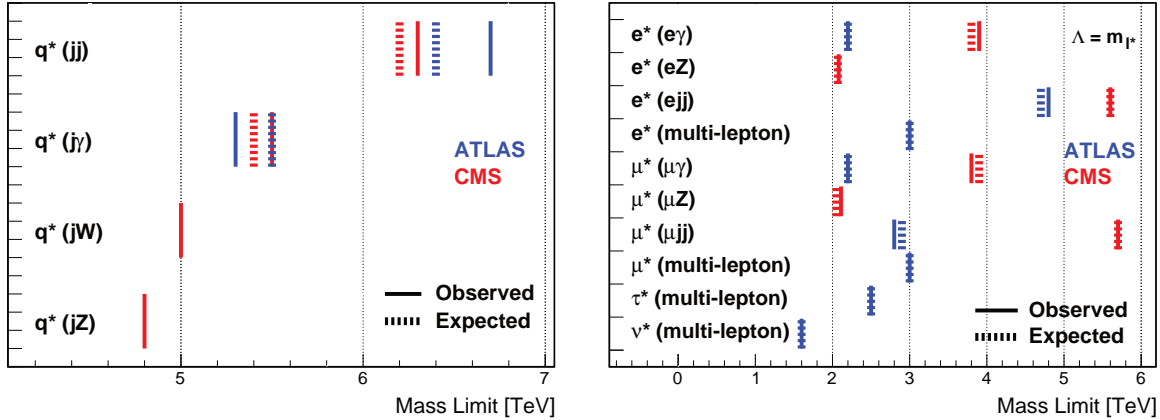 q* (jj)
q* (jγ)
q* (jW)
q* (jZ)
ATLAS
CMS
Observed
Expected
5 6 7
Mass Limit [TeV]
e* (eγ)
e* (eZ)
e* (ejj)
e* (multi-lepton)
μ* (μγ)
μ* (μZ)
μ* (μjj)
μ* (multi-lepton)
τ* (multi-lepton)
ν* (multi-lepton)
Λ = m_l*
ATLAS
CMS
Observed
Expected
0 1 2 3 4 5 6
Mass Limit [TeV]